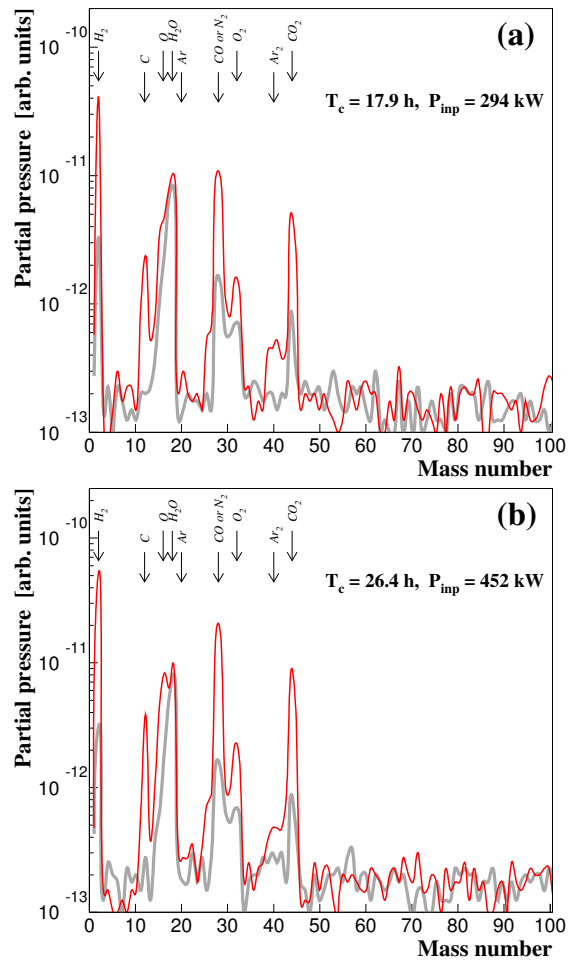 (a)
H₂ C O H₂O Ar CO or N₂ O₂ Ar₂ CO₂
T_c = 17.9 h, P_inp = 294 kW
Partial pressure [arb. units]
10⁻¹⁰
10⁻¹¹
10⁻¹²
10⁻¹³
0 10 20 30 40 50 60 70 80 90 100
Mass number
(b)
H₂ C O H₂O Ar CO or N₂ O₂ Ar₂ CO₂
T_c = 26.4 h, P_inp = 452 kW
Partial pressure [arb. units]
10⁻¹⁰
10⁻¹¹
10⁻¹²
10⁻¹³
0 10 20 30 40 50 60 70 80 90 100
Mass number